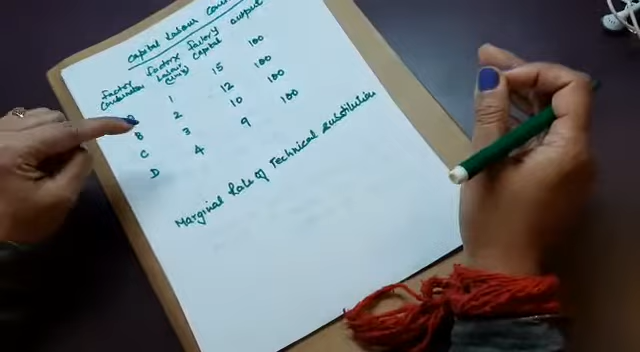 Capital Labour
Factor Combination Factor X Labour (Units) Factor Y Capital output
1 15 100
B 2 12 100
C 3 10 100
D 4 9 100
Marginal Rate of Technical substitution